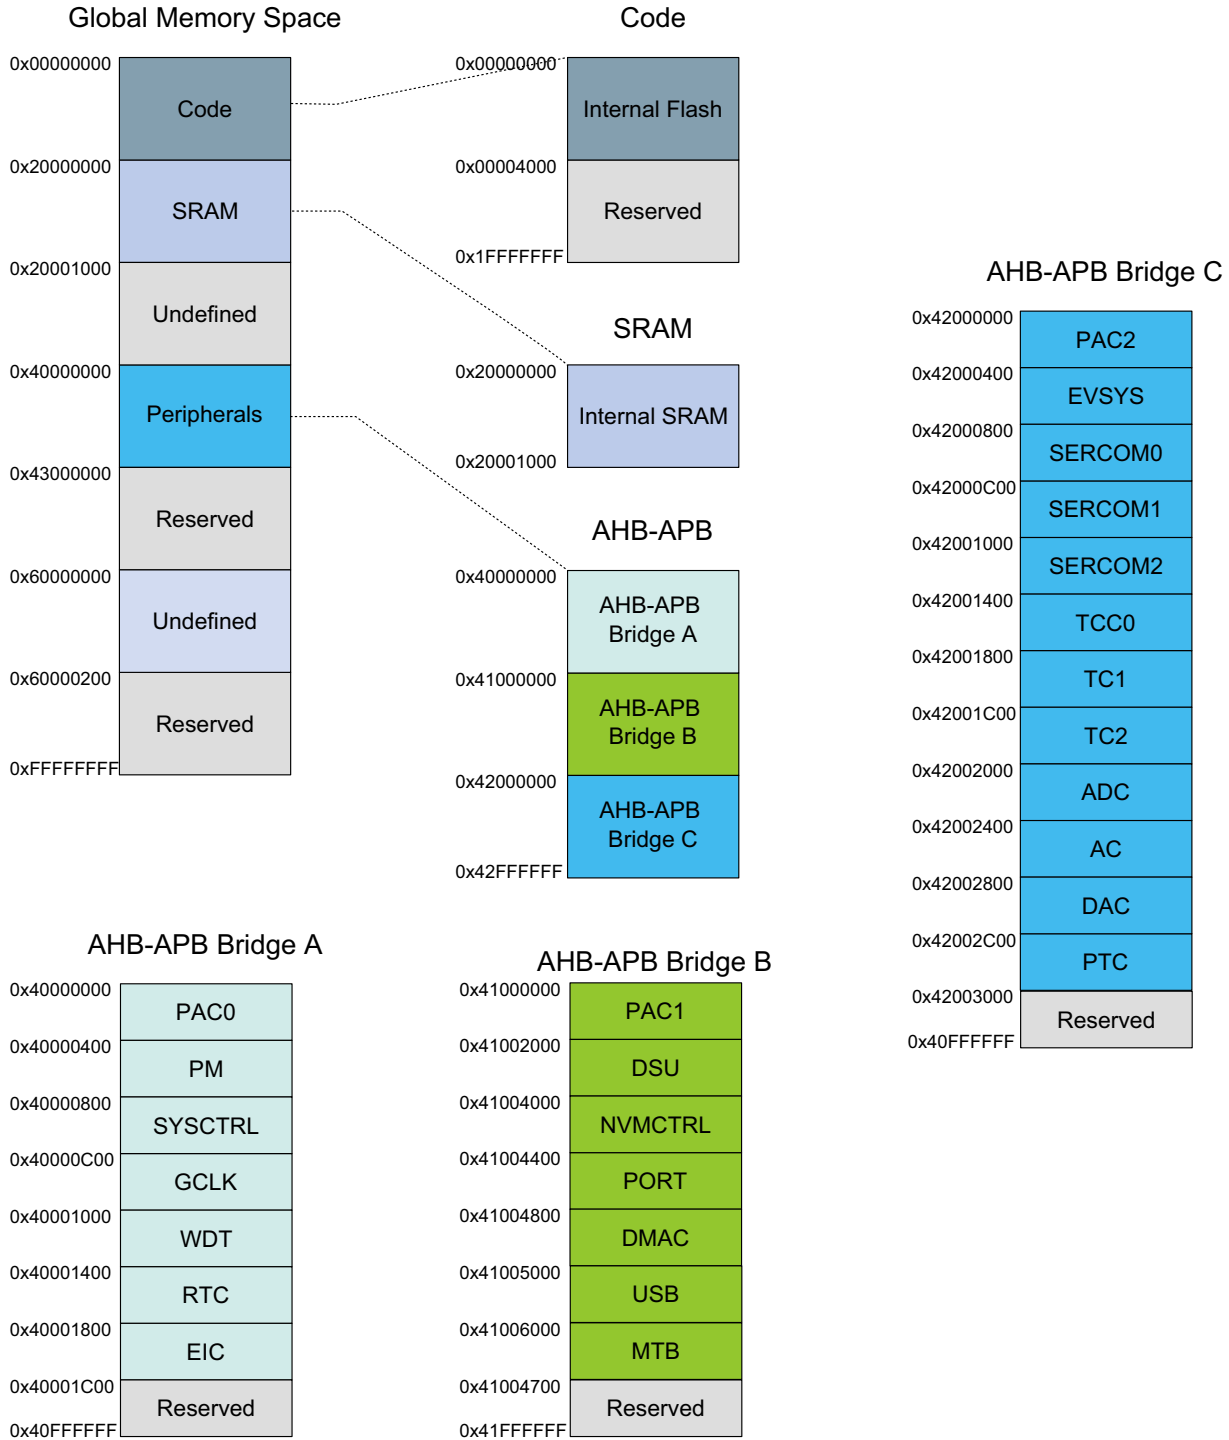 Global Memory Space
0x00000000
Code
0x20000000
SRAM
0x20001000
Undefined
0x40000000
Peripherals
0x43000000
Reserved
0x60000000
Undefined
0x60000200
Reserved
0xFFFFFFFF
Code
0x00000000
Internal Flash
0x00004000
Reserved
0x1FFFFFFF
SRAM
0x20000000
Internal SRAM
0x20001000
AHB-APB
0x40000000
AHB-APB
Bridge A
0x41000000
AHB-APB
Bridge B
0x42000000
AHB-APB
Bridge C
0x42FFFFFF
AHB-APB Bridge C
0x42000000
PAC2
0x42000400
EVSYS
0x42000800
SERCOM0
0x42000C00
SERCOM1
0x42001000
SERCOM2
0x42001400
TCC0
0x42001800
TC1
0x42001C00
TC2
0x42002000
ADC
0x42002400
AC
0x42002800
DAC
0x42002C00
PTC
0x42003000
Reserved
0x40FFFFFF
AHB-APB Bridge A
0x40000000
PAC0
0x40000400
PM
0x40000800
SYSCTRL
0x40000C00
GCLK
0x40001000
WDT
0x40001400
RTC
0x40001800
EIC
0x40001C00
Reserved
0x40FFFFFF
AHB-APB Bridge B
0x41000000
PAC1
0x41002000
DSU
0x41004000
NVMCTRL
0x41004400
PORT
0x41004800
DMAC
0x41005000
USB
0x41006000
MTB
0x41004700
Reserved
0x41FFFFFF